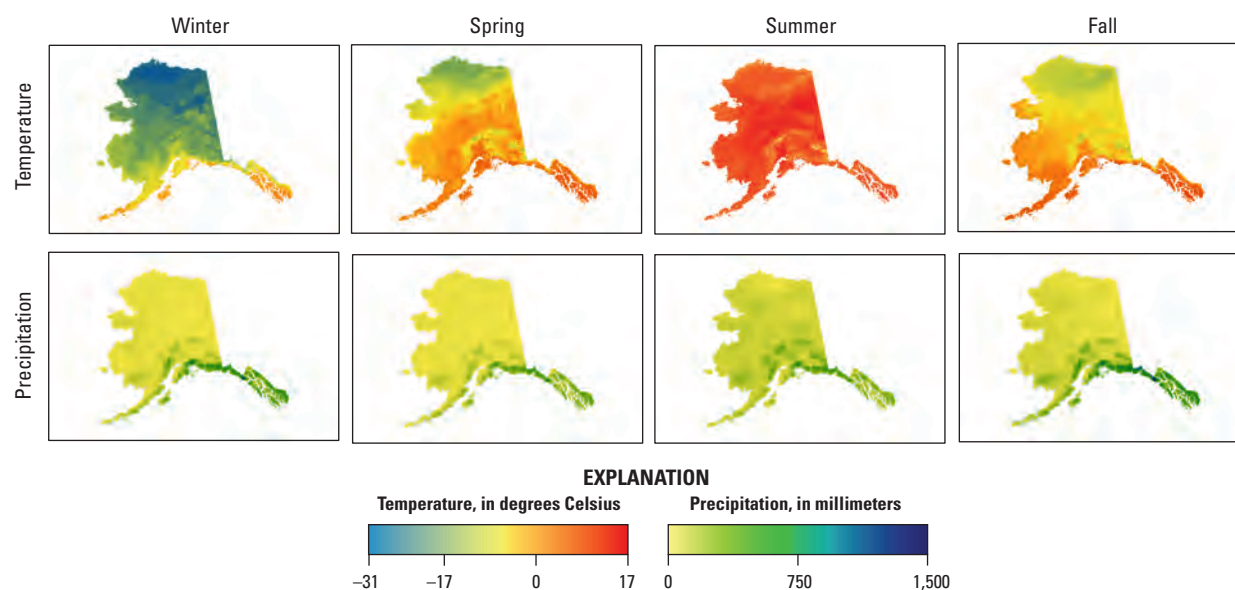 Winter Spring Summer Fall
Temperature
Precipitation
EXPLANATION
Temperature, in degrees Celsius Precipitation, in millimeters
–31 –17 0 17 0 750 1,500